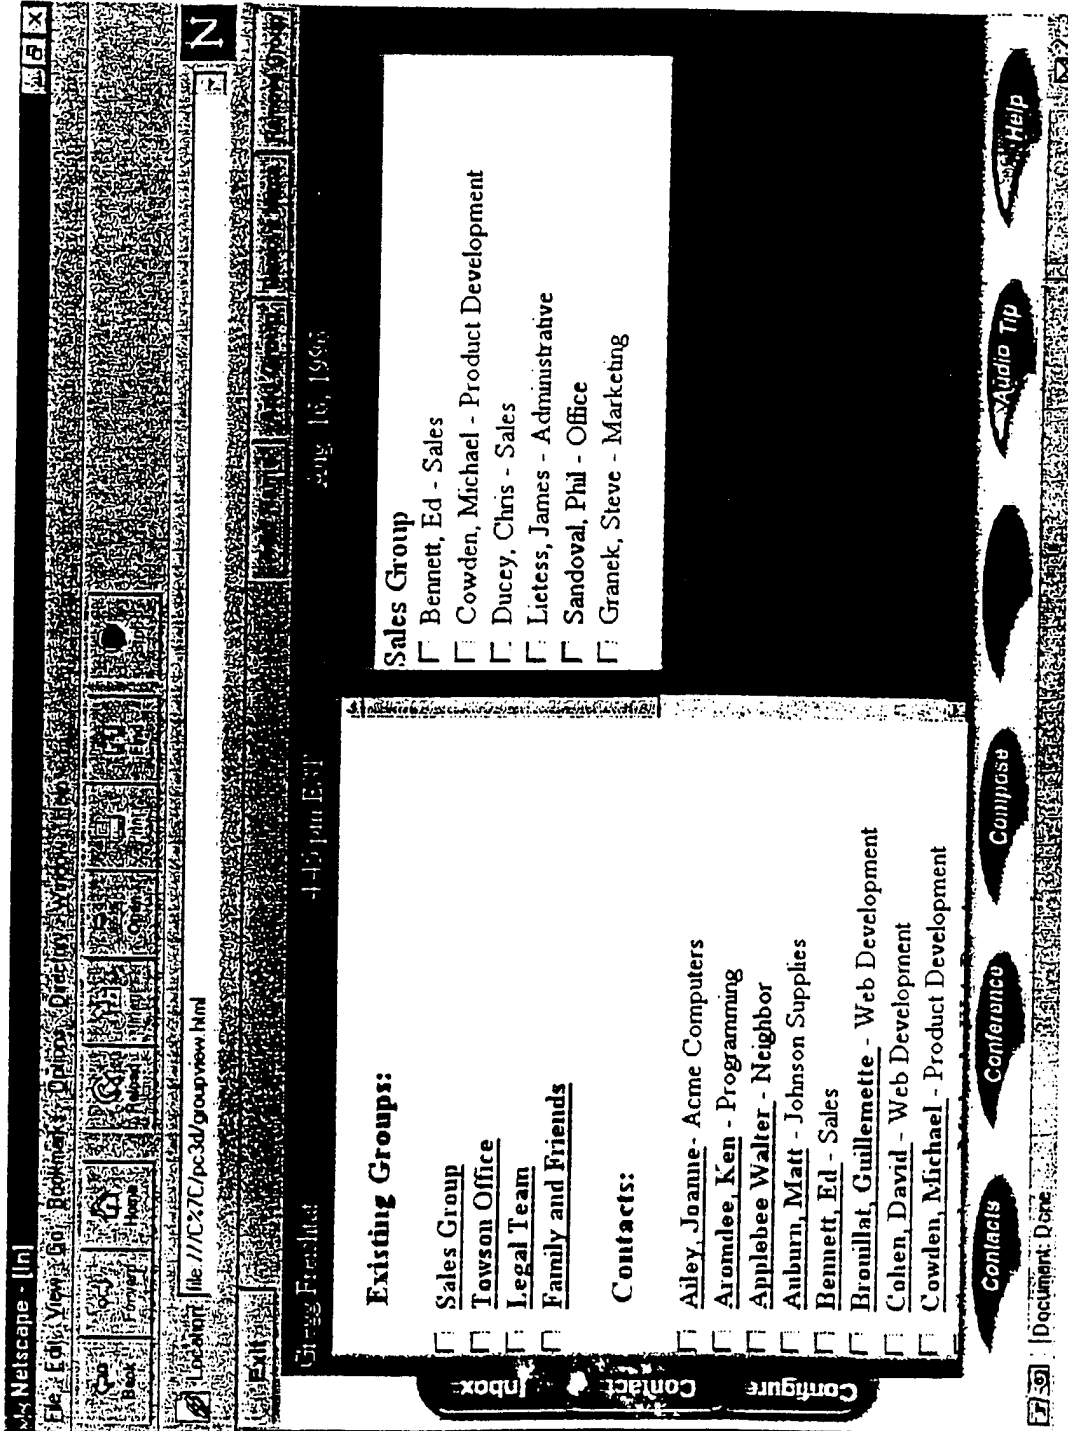 Netscape - [In]
File Edit View Go Bookmarks Options Directory Window Help
Back Forward Home Reload Open Print Find
Location: file:///C%7C/pc3d/groupview.html
Exit
Gregg Freishtat 4:45 pm EST Aug. 16, 1996
Inbox
Contact
Configure
Existing Groups:
Sales Group
Towson Office
Legal Team
Family and Friends
Contacts:
Ailey, Joanne - Acme Computers
Aromdee, Ken - Programming
Applebee Walter - Neighbor
Auburn, Matt - Johnson Supplies
Bennett, Ed - Sales
Brouillat, Guillemette - Web Development
Cohen, David - Web Development
Cowden, Michael - Product Development
Sales Group
Bennett, Ed - Sales
Cowden, Michael - Product Development
Ducey, Chris - Sales
Lietess, James - Administrative
Sandoval, Phil - Office
Granek, Steve - Marketing
Contacts Conference Compose Audio Tip Help
Document: Done